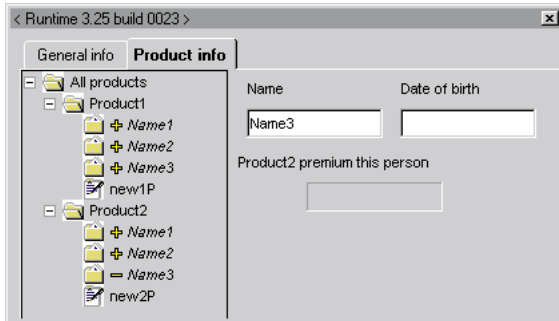 < Runtime 3.25 build 0023 >
General info
Product info
All products
Product1
Name1
Name2
Name3
new1P
Product2
Name1
Name2
Name3
new2P
Name
Date of birth
Name3
Product2 premium this person